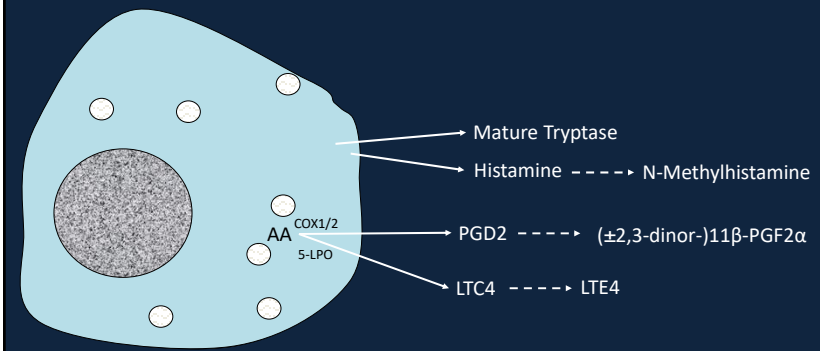 Mature Tryptase
Histamine
N-Methylhistamine
COX1/2
AA
5-LPO
PGD2
(±2,3-dinor-)11β-PGF2α
LTC4
LTE4